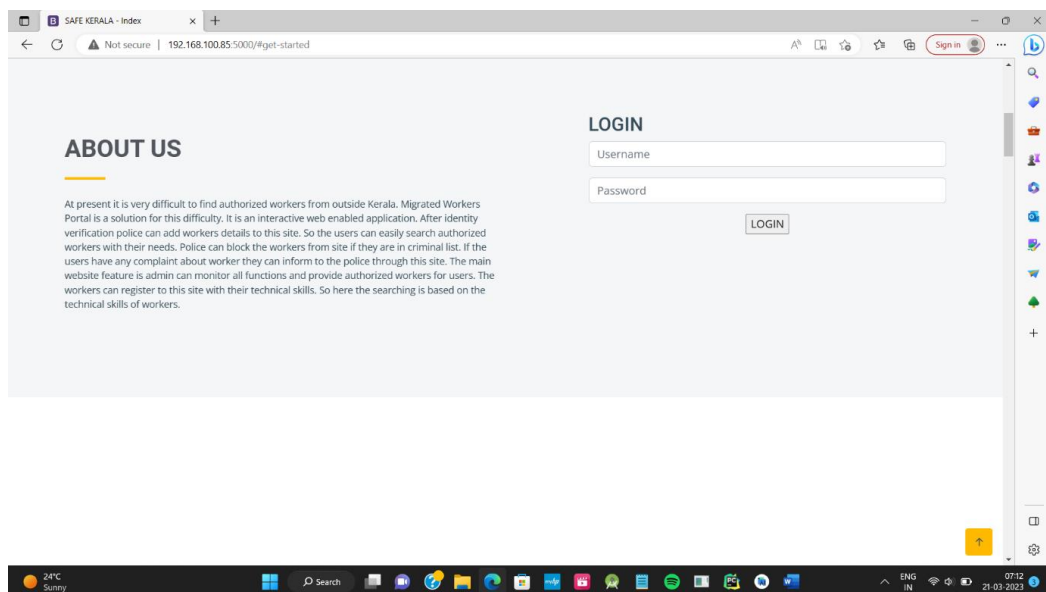 SAFE KERALA - Index
Not secure | 192.168.100.85:5000/#get-started
Sign in
ABOUT US
At present it is very difficult to find authorized workers from outside Kerala. Migrated Workers
Portal is a solution for this difficulty. It is an interactive web enabled application. After identity
verification police can add workers details to this site. So the users can easily search authorized
workers with their needs. Police can block the workers from site if they are in criminal list. If the
users have any complaint about worker they can inform to the police through this site. The main
website feature is admin can monitor all functions and provide authorized workers for users. The
workers can register to this site with their technical skills. So here the searching is based on the
technical skills of workers.
LOGIN
Username
Password
LOGIN
24°C
Sunny
Search
ENG
IN
07:12
21-03-2023